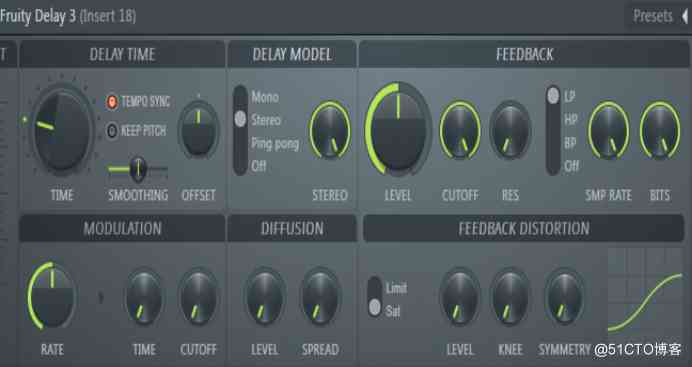 Fruity Delay 3 (Insert 18) Presets
T DELAY TIME DELAY MODEL FEEDBACK
TEMPO SYNC
KEEP PITCH
Mono
Stereo
Ping pong
Off
LP
HP
BP
Off
TIME SMOOTHING OFFSET STEREO LEVEL CUTOFF RES SMP RATE BITS
MODULATION DIFFUSION FEEDBACK DISTORTION
Limit
Sat
RATE TIME CUTOFF LEVEL SPREAD LEVEL KNEE SYMMETRY
@51CTO博客